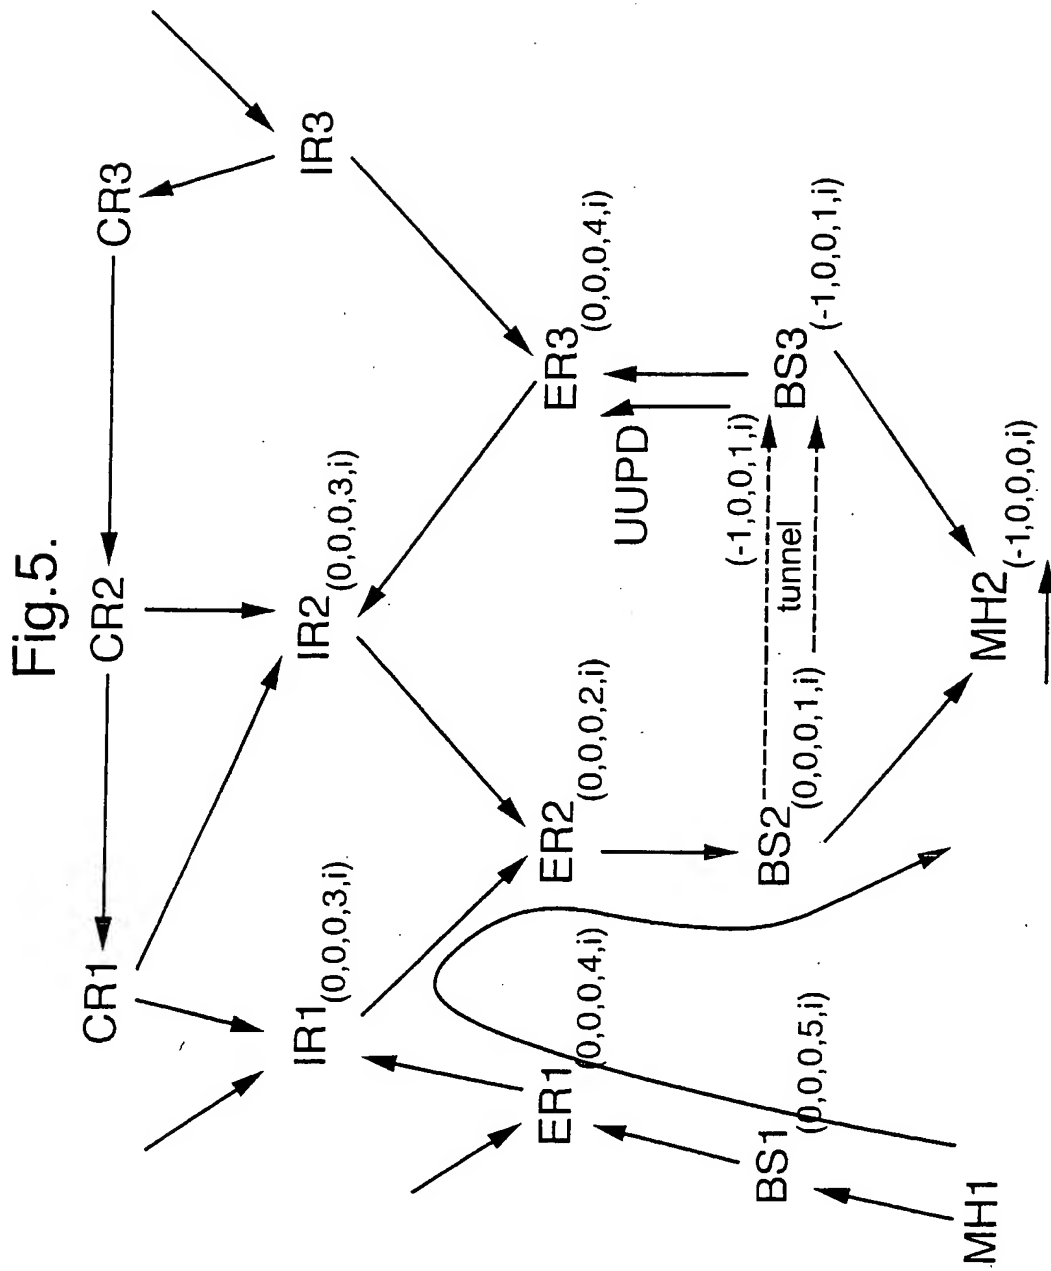 Fig.5.
CR1
CR2
CR3
IR1(0,0,0,3,i)
IR2(0,0,0,3,i)
IR3
ER1(0,0,0,4,i)
ER2(0,0,0,2,i)
ER3(0,0,0,4,i)
UUPD
(-1,0,0,1,i)
tunnel
BS1(0,0,0,5,i)
BS2(0,0,0,1,i)
BS3(-1,0,0,1,i)
MH1
MH2(-1,0,0,0,i)